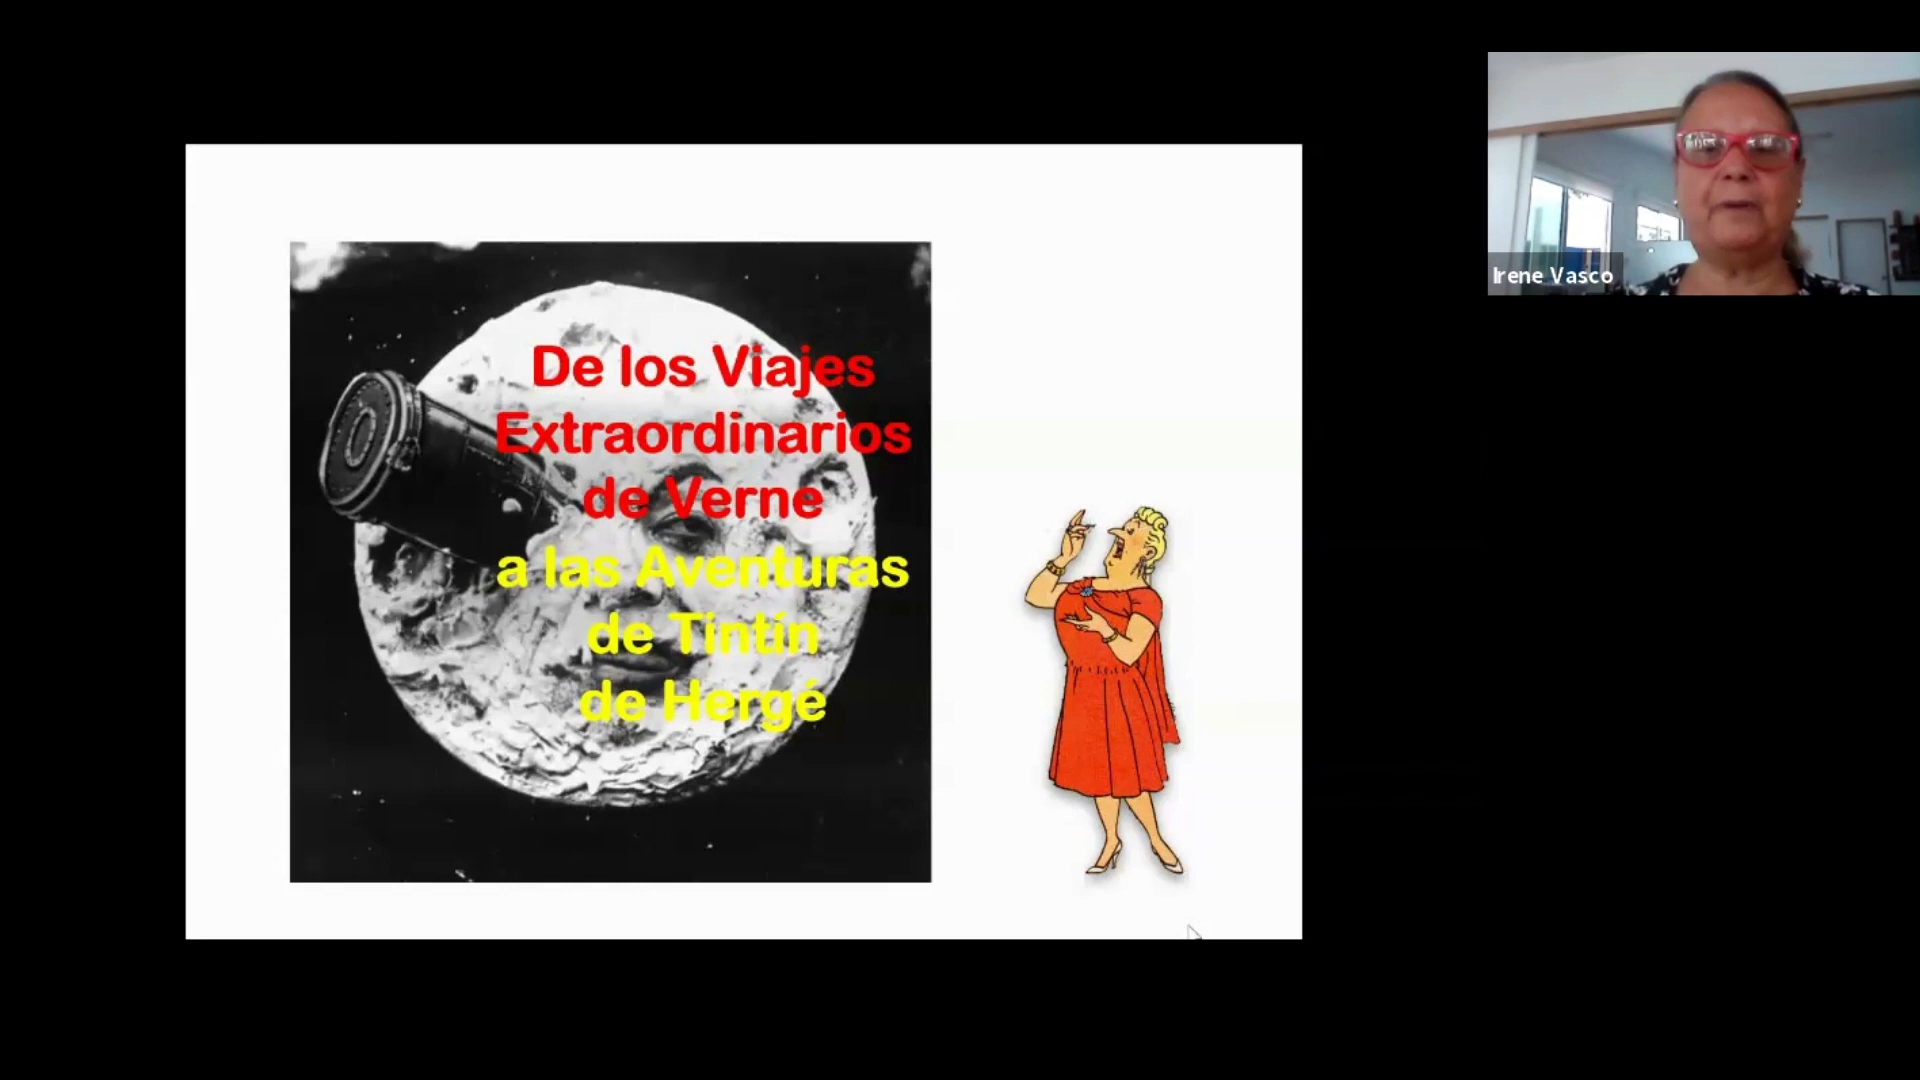 De los Viajes
Extraordinarios
de Verne
a las Aventuras
de Tintín
de Hergé
Irene Vasco